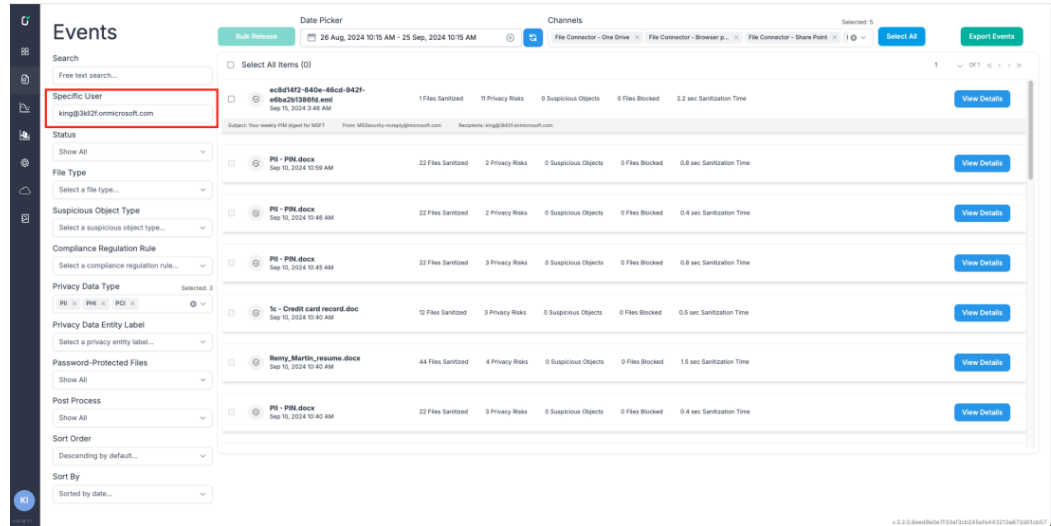 Events
Search
Free text search...
Specific User
king@3kll2f.onmicrosoft.com
Status
Show All
File Type
Select a file type...
Suspicious Object Type
Select a suspicious object type...
Compliance Regulation Rule
Select a compliance regulation rule...
Privacy Data Type Selected: 3
PII × PHI × PCI ×
Privacy Data Entity Label
Select a privacy entity label...
Password-Protected Files
Show All
Post Process
Show All
Sort Order
Descending by default...
Sort By
Sorted by date...
KI
Date Picker Channels Selected: 5
Bulk Release 26 Aug, 2024 10:15 AM - 25 Sep, 2024 10:15 AM File Connector - One Drive × File Connector - Browser p... × File Connector - Share Point × Select All Export Events
Select All Items (0) 1 Of 1
ec8d14f2-840e-46cd-942f-
e6ba2b1386fd.eml 1 Files Sanitized 11 Privacy Risks 0 Suspicious Objects 0 Files Blocked 2.2 sec Sanitization Time View Details
Sep 15, 2024 3:46 AM
Subject: Your weekly PIM digest for MSFT From: MSSecurity-noreply@microsoft.com Recipients: king@3kll2f.onmicrosoft.com
PII - PIN.docx 22 Files Sanitized 2 Privacy Risks 0 Suspicious Objects 0 Files Blocked 0.8 sec Sanitization Time View Details
Sep 10, 2024 10:59 AM
PII - PIN.docx 22 Files Sanitized 2 Privacy Risks 0 Suspicious Objects 0 Files Blocked 0.4 sec Sanitization Time View Details
Sep 10, 2024 10:46 AM
PII - PIN.docx 22 Files Sanitized 3 Privacy Risks 0 Suspicious Objects 0 Files Blocked 0.8 sec Sanitization Time View Details
Sep 10, 2024 10:45 AM
1c - Credit card record.doc 12 Files Sanitized 3 Privacy Risks 0 Suspicious Objects 0 Files Blocked 0.5 sec Sanitization Time View Details
Sep 10, 2024 10:40 AM
Remy_Martin_resume.docx 44 Files Sanitized 4 Privacy Risks 0 Suspicious Objects 0 Files Blocked 1.5 sec Sanitization Time View Details
Sep 10, 2024 10:40 AM
PII - PIN.docx 22 Files Sanitized 3 Privacy Risks 0 Suspicious Objects 0 Files Blocked 0.4 sec Sanitization Time View Details
Sep 10, 2024 10:40 AM